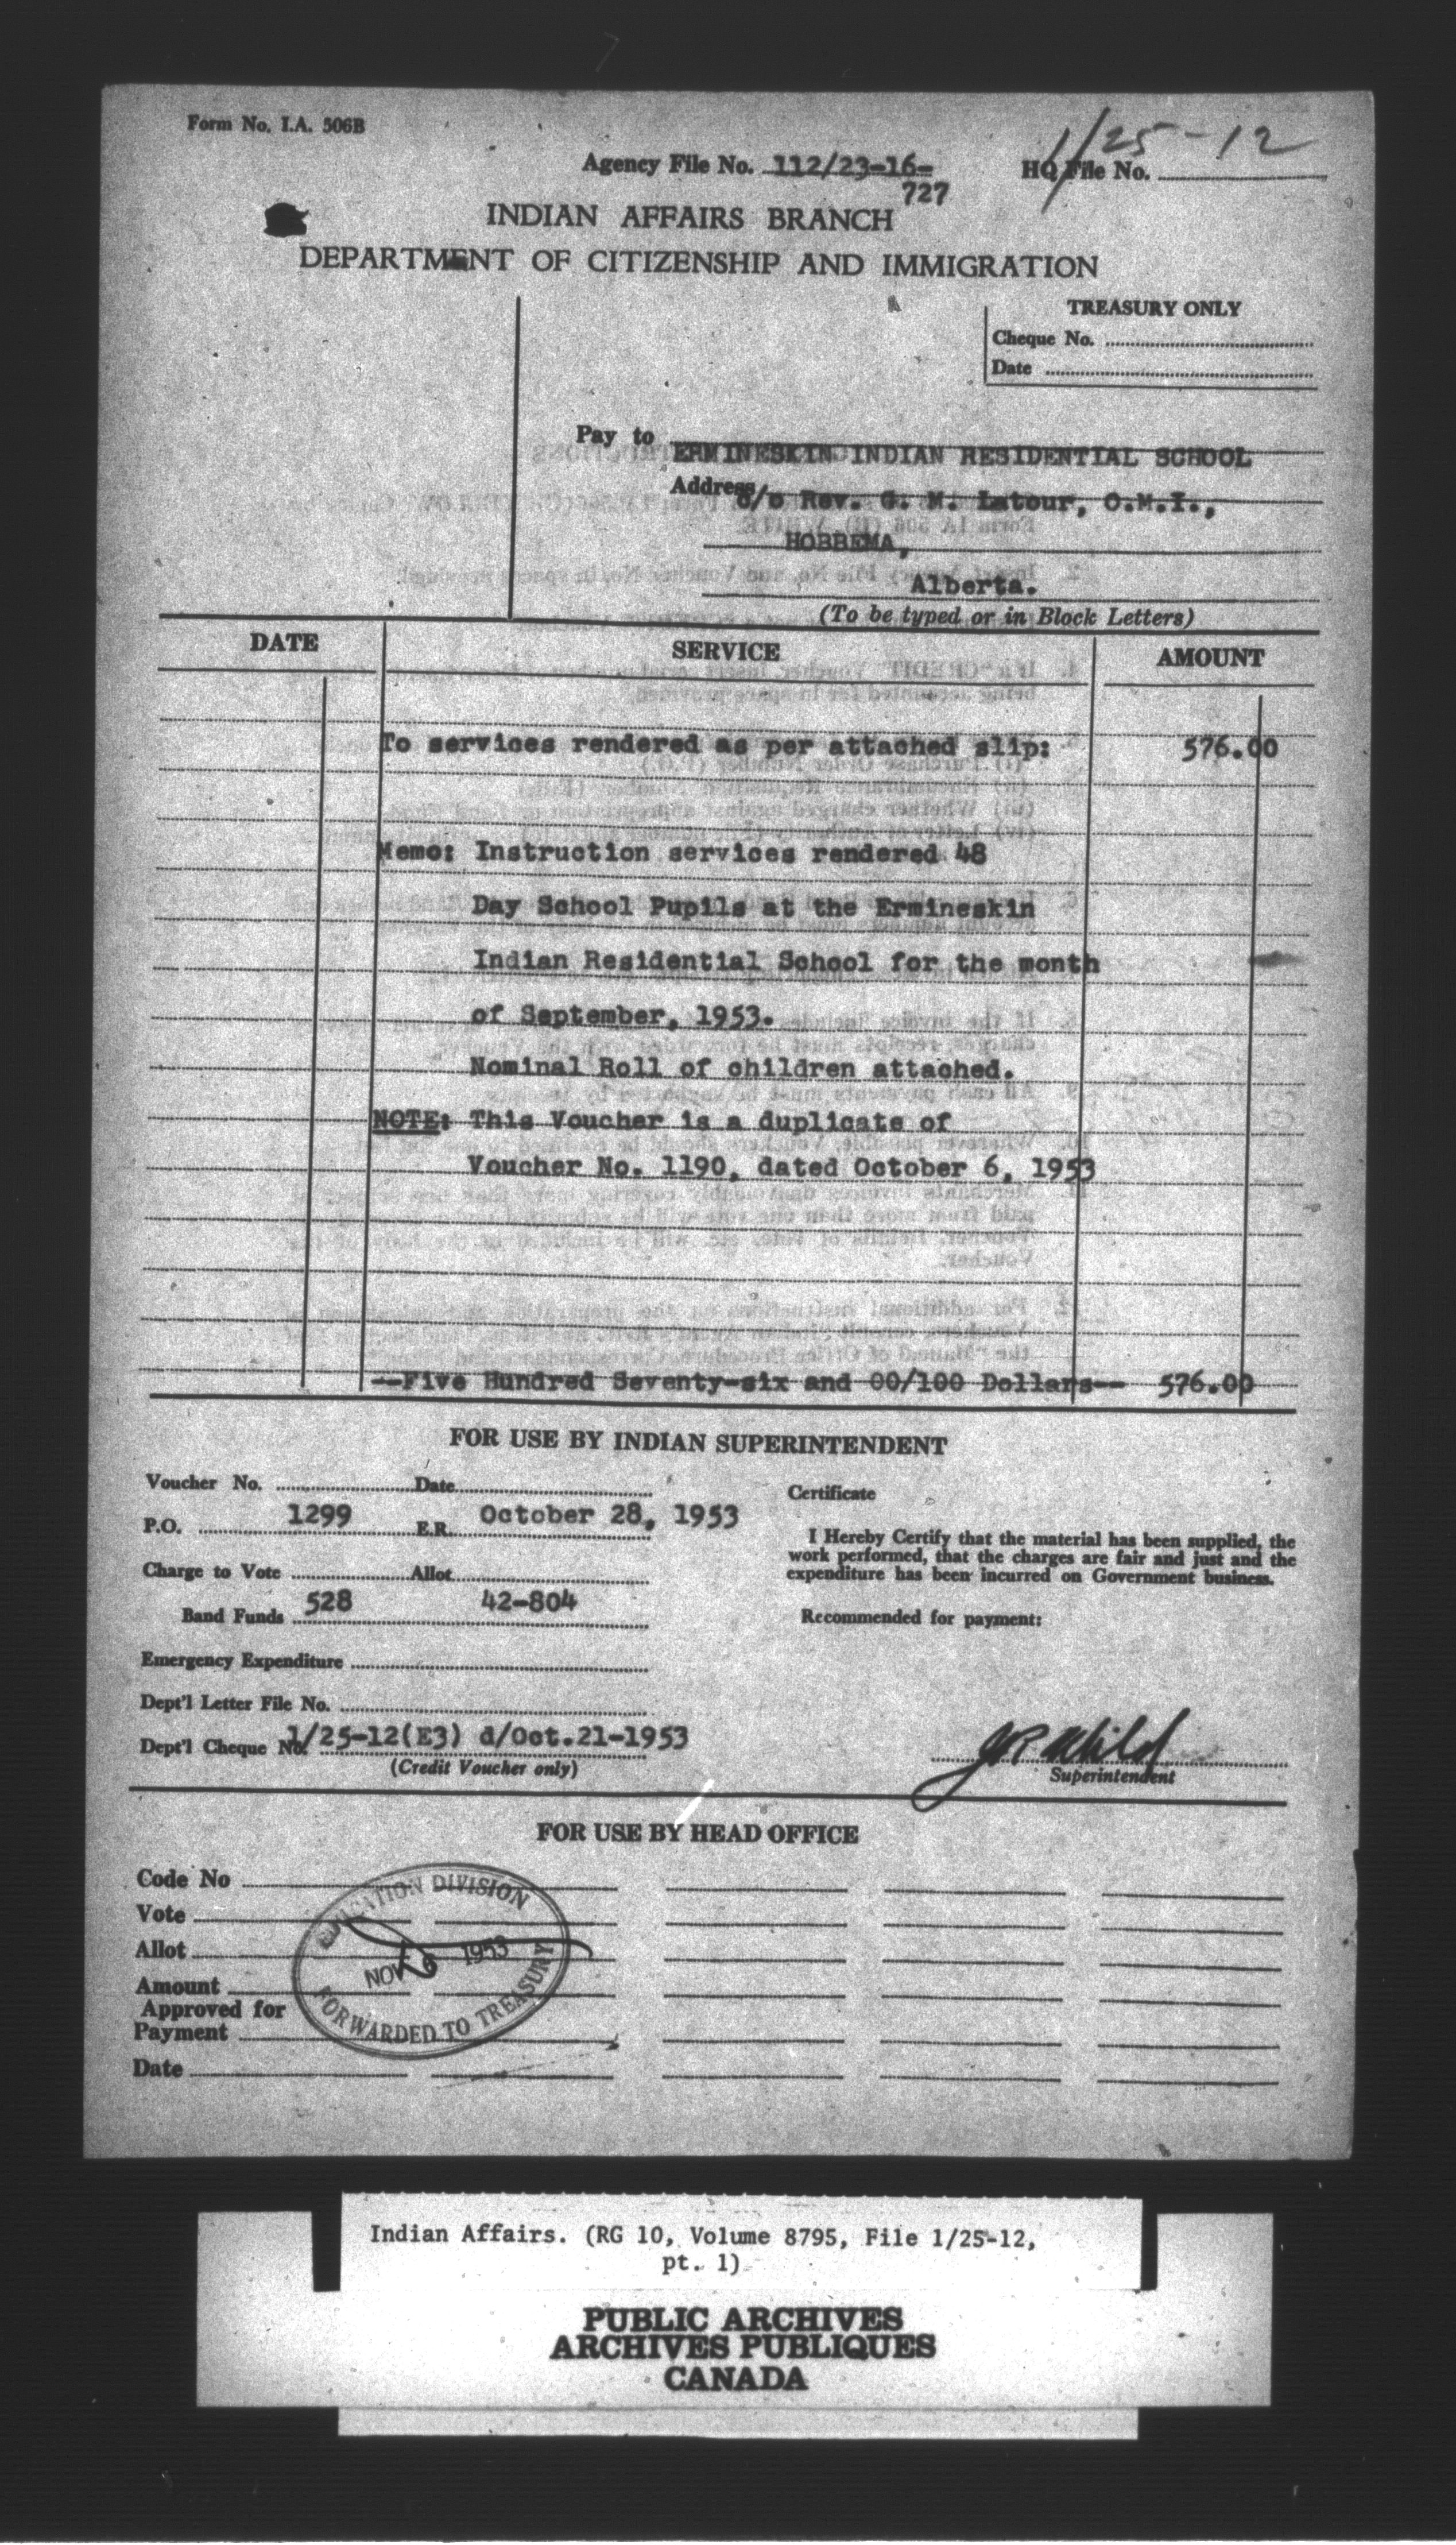 Form No. I.A. 506B
1/25-12
Agency File No. 112/23-16-
727
HQ File No.
INDIAN AFFAIRS BRANCH
DEPARTMENT OF CITIZENSHIP AND IMMIGRATION
TREASURY ONLY
Cheque No.
Date
Pay to
ERMINESKIN INDIAN RESIDENTIAL SCHOOL
Address
c/o Rev. G. M. Latour, O.M.I.,
HOBBEMA,
Alberta.
(To be typed or in Block Letters)
DATE SERVICE AMOUNT
To services rendered as per attached slip: 576.00
Memo: Instruction services rendered 48
Day School Pupils at the Ermineskin
Indian Residential School for the month
of September, 1953.
Nominal Roll of children attached.
NOTE: This Voucher is a duplicate of
Voucher No. 1190, dated October 6, 1953
--Five Hundred Seventy-six and 00/100 Dollars-- 576.00
FOR USE BY INDIAN SUPERINTENDENT
Voucher No. Date
1299 October 28, 1953
P.O. E.R.
Charge to Vote Allot.
528 42-804
Band Funds
Emergency Expenditure
Dept'l Letter File No.
1/25-12(E3) d/Oct.21-1953
Dept'l Cheque No.
(Credit Voucher only)
Certificate
I Hereby Certify that the material has been supplied, the
work performed, that the charges are fair and just and the
expenditure has been incurred on Government business.
Recommended for payment:
Superintendent
FOR USE BY HEAD OFFICE
Code No
Vote
Allot
Amount
Approved for
Payment
Date
EDUCATION DIVISION
NOV 1953
FORWARDED TO TREASURY
Indian Affairs. (RG 10, Volume 8795, File 1/25-12,
pt. 1)
PUBLIC ARCHIVES
ARCHIVES PUBLIQUES
CANADA